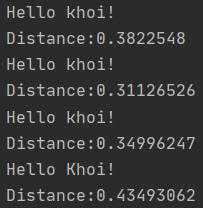 Hello khoi!
Distance:0.3822548
Hello khoi!
Distance:0.31126526
Hello khoi!
Distance:0.34996247
Hello Khoi!
Distance:0.43493062